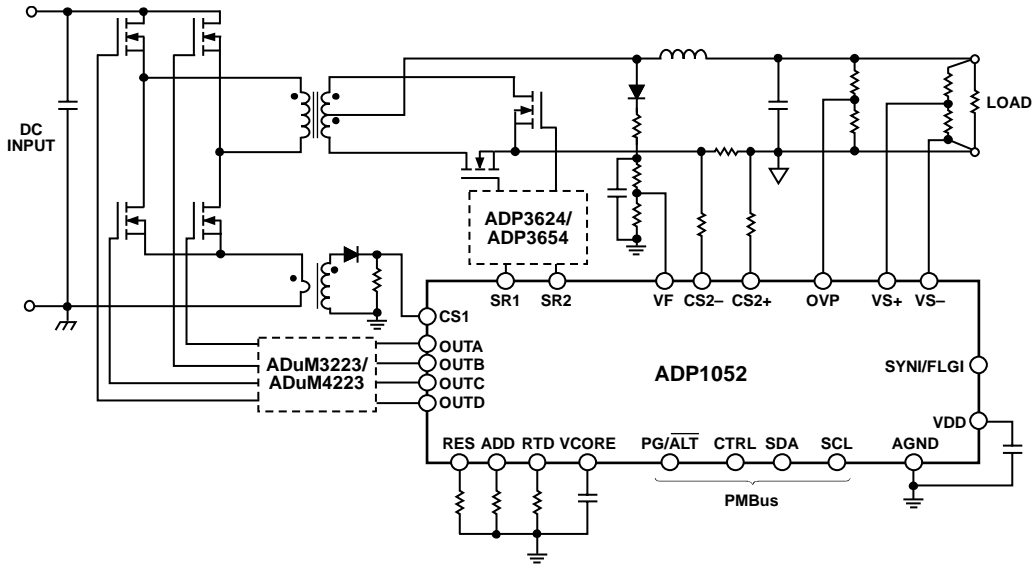 DC
INPUT
LOAD
ADP3624/
ADP3654
SR1
SR2
VF
CS2–
CS2+
OVP
VS+
VS–
CS1
OUTA
OUTB
OUTC
OUTD
ADuM3223/
ADuM4223
ADP1052
SYNI/FLGI
VDD
RES
ADD
RTD
VCORE
PG/ALT
CTRL
SDA
SCL
AGND
PMBus